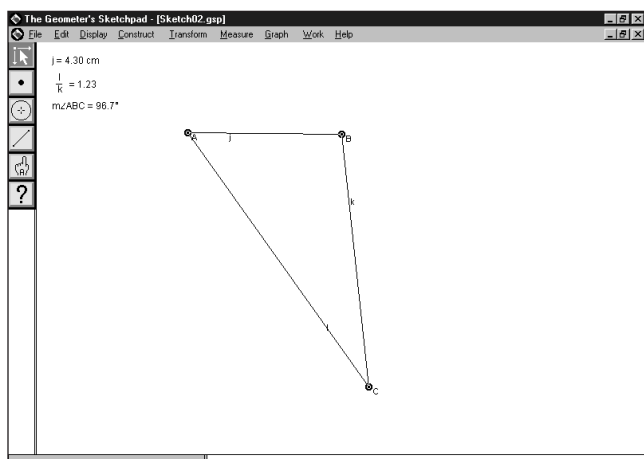 The Geometer's Sketchpad - [Sketch02.gsp]
File Edit Display Construct Transform Measure Graph Work Help
j = 4.30 cm
l
k = 1.23
m∠ABC = 96.7°
A
j
B
k
A
?
l
C